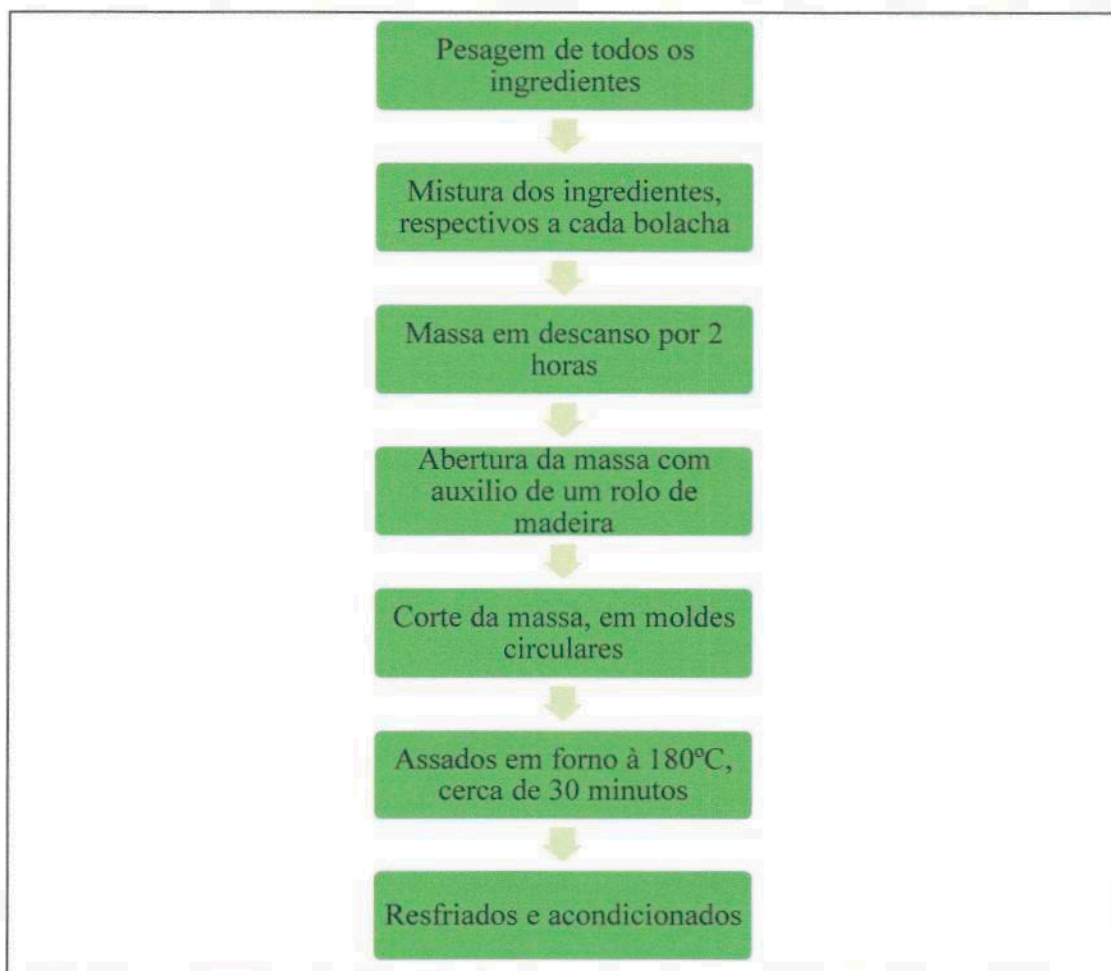 Pesagem de todos os
ingredientes
Mistura dos ingredientes,
respectivos a cada bolacha
Massa em descanso por 2
horas
Abertura da massa com
auxilio de um rolo de
madeira
Corte da massa, em moldes
circulares
Assados em forno à 180ºC,
cerca de 30 minutos
Resfriados e acondicionados